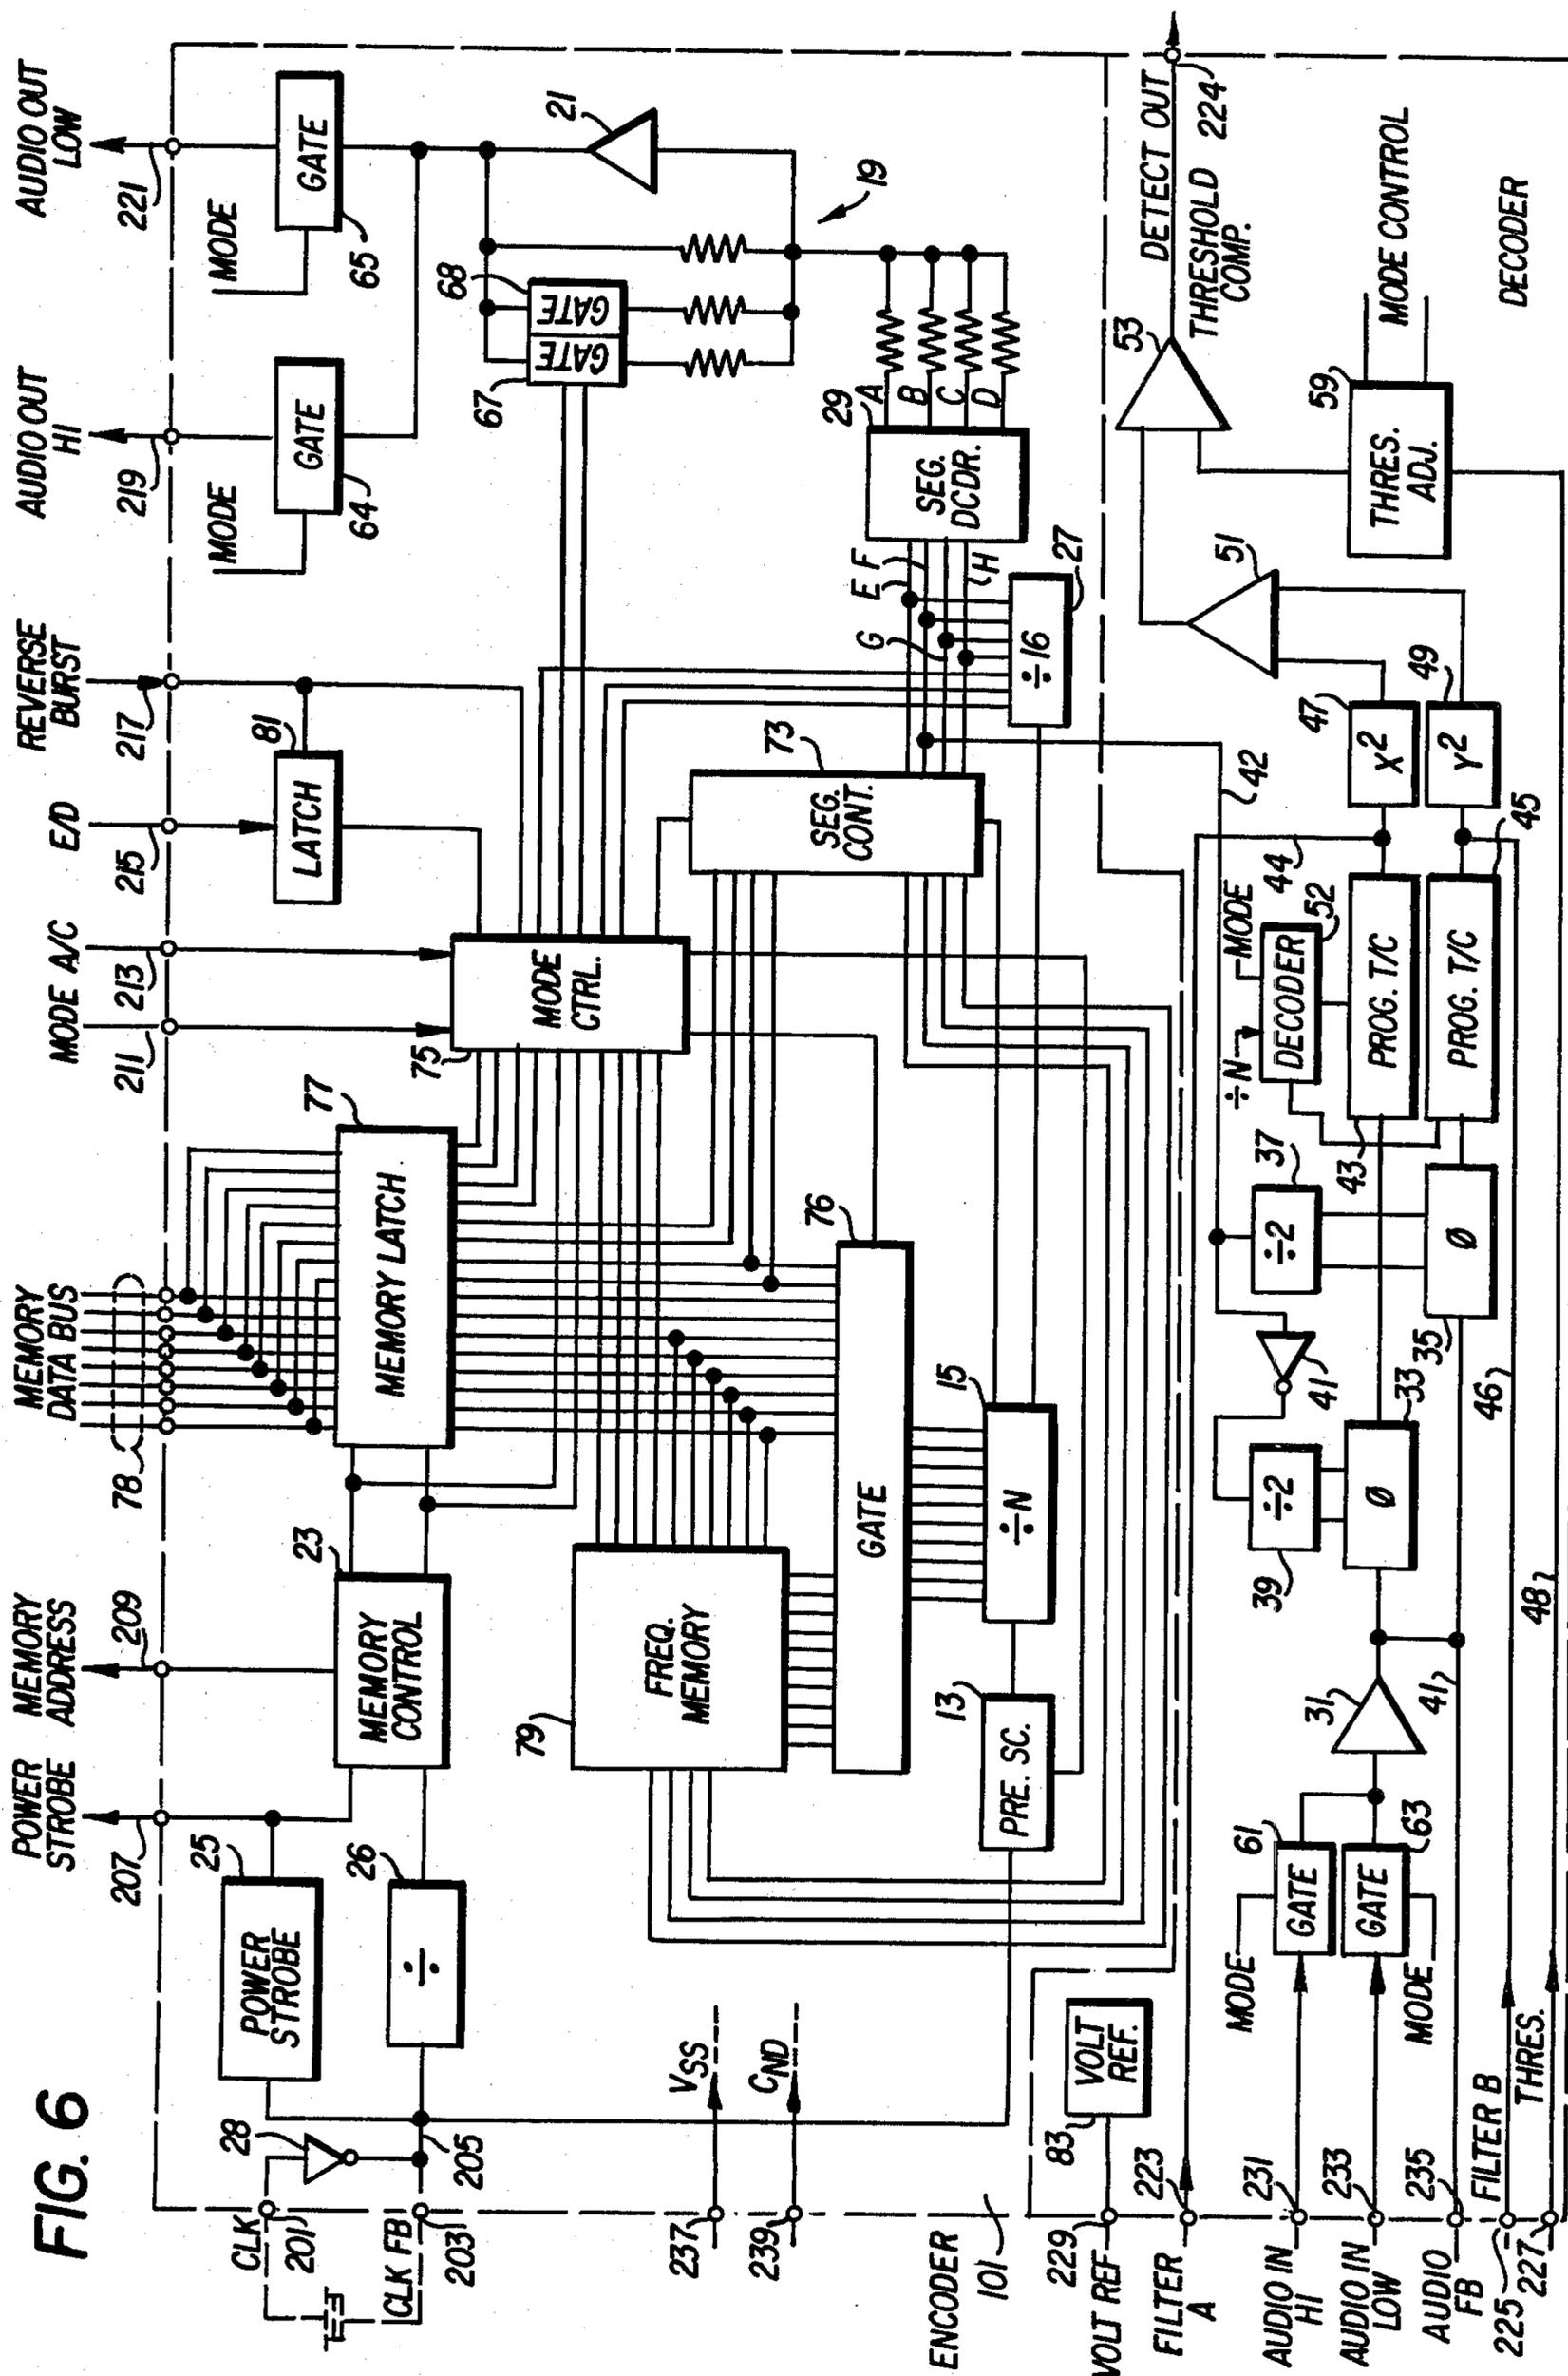 FIG. 6
POWER
STROBE
207
MEMORY
ADDRESS
209
MEMORY
DATA BUS
78
MODE A/C
211
213
E/D
215
REVERSE
BURST
217
AUDIO OUT
HI
219
AUDIO OUT
LOW
221
CLK
201
CLK FB
203
28
205
POWER
STROBE
25
÷
26
MEMORY
CONTROL
23
MEMORY LATCH
77
MODE
CTRL.
75
LATCH
81
MODE
GATE
64
MODE
GATE
65
GATE
67
GATE
68
21
19
FREQ.
MEMORY
79
GATE
76
PRE. SC.
13
÷N
15
SEG.
CONT.
73
÷16
27
E
F
G
H
SEG.
DCDR.
29
A
B
C
D
237
VSS
239
CND
ENCODER
101
229
VOLT REF
83
VOLT
REF.
FILTER
A
223
AUDIO IN
HI
231
AUDIO IN
LOW
233
AUDIO
FB
235
225
FILTER B
227
THRES.
MODE
GATE
61
GATE
63
MODE
31
41
÷2
39
Ø
33
41
÷2
37
Ø
35
46
48
÷N
MODE
DECODER
52
42
44
PROG. T/C
43
PROG. T/C
45
X2
47
Y2
49
51
53
THRES.
ADJ.
59
MODE CONTROL
DETECT OUT
224
THRESHOLD
COMP.
DECODER